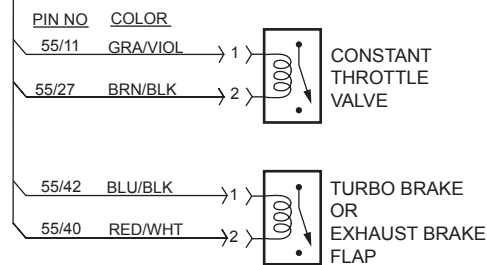 PIN NO COLOR
55/11 GRA/VIOL 1
55/27 BRN/BLK 2
CONSTANT
THROTTLE
VALVE
55/42 BLU/BLK 1
55/40 RED/WHT 2
TURBO BRAKE
OR
EXHAUST BRAKE
FLAP